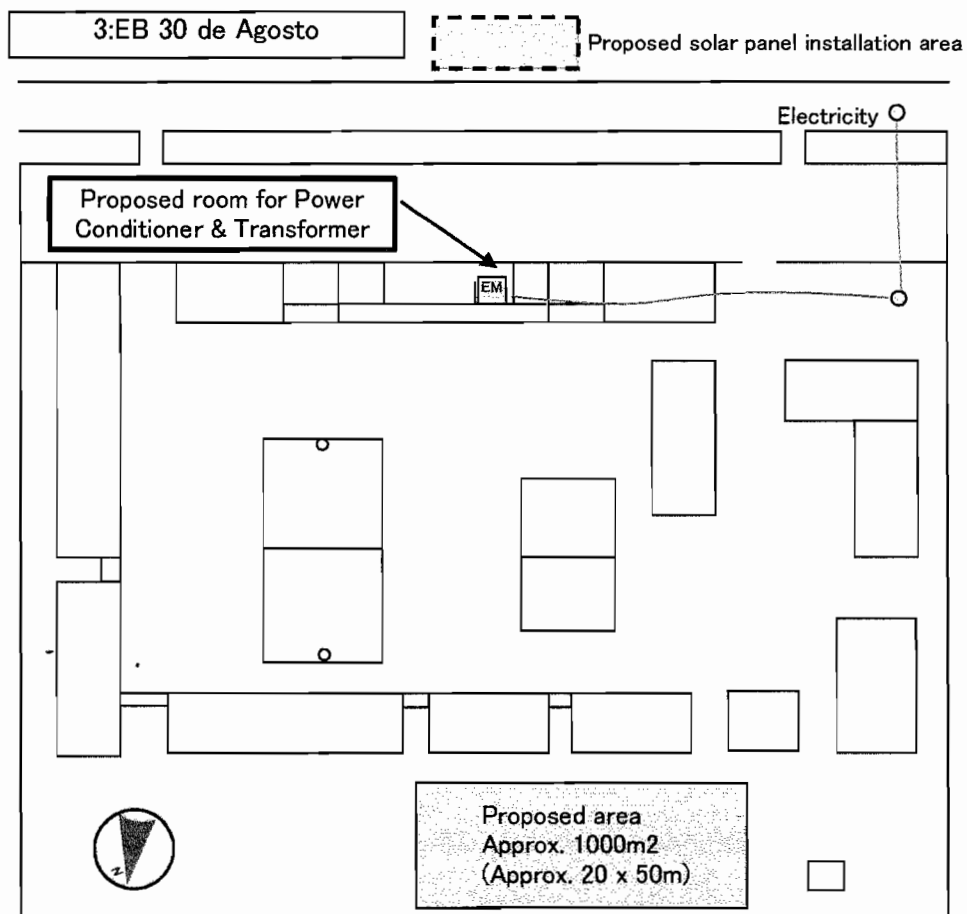 3:EB 30 de Agosto
Proposed solar panel installation area
Electricity
Proposed room for Power
Conditioner & Transformer
EM
Proposed area
Approx. 1000m2
(Approx. 20 x 50m)
N